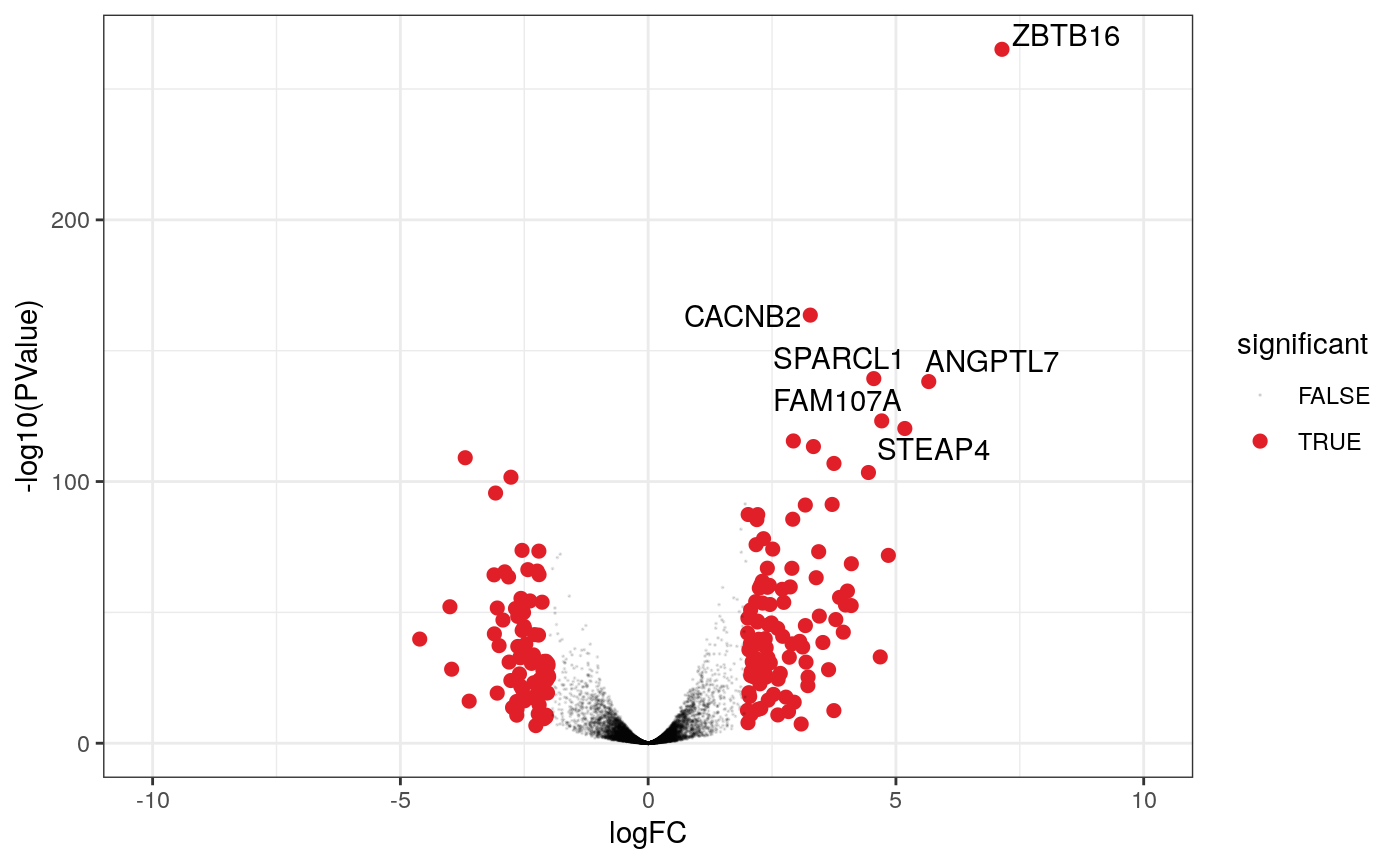 ZBTB16
200
CACNB2
SPARCL1
ANGPTL7
FAM107A
STEAP4
100
0
-log10(PValue)
-10
-5
0
5
10
logFC
significant
FALSE
TRUE